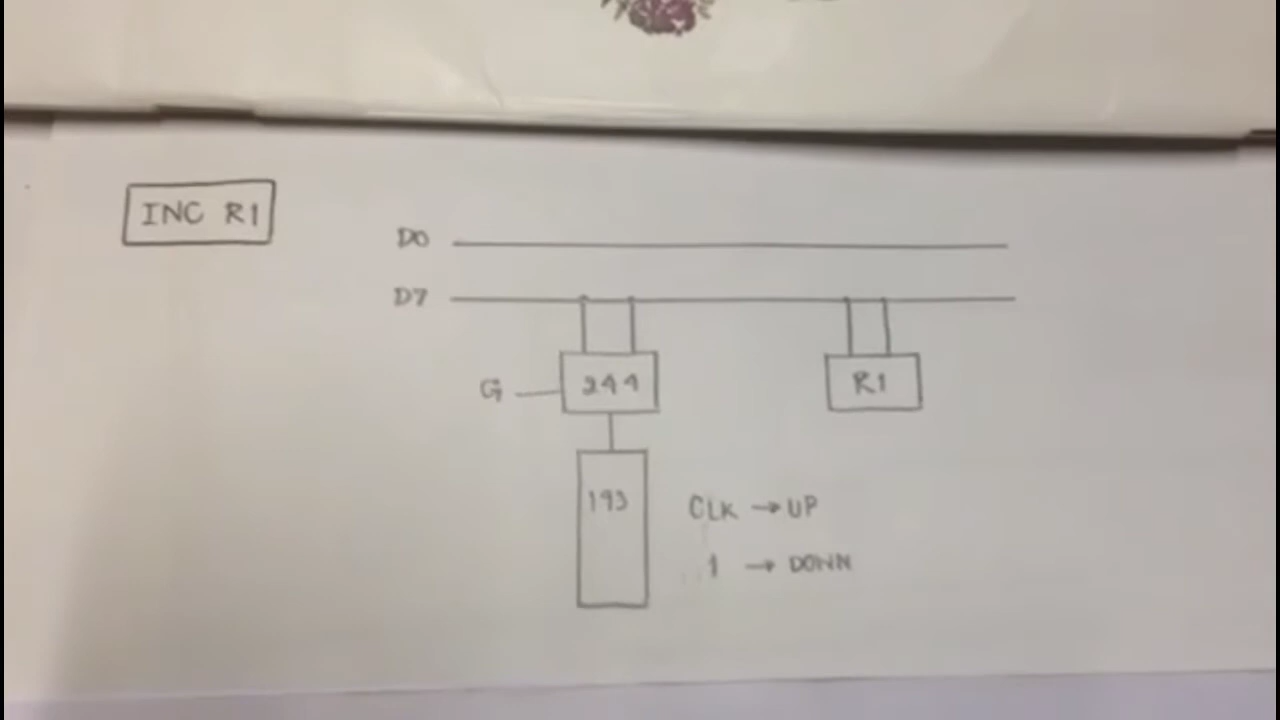 INC R1
D0
D7
G
244
R1
193
CLK → UP
1 → DOWN